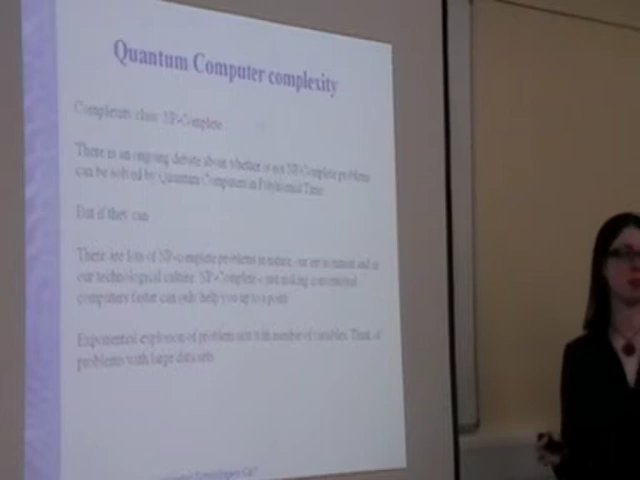 Quantum Computer complexity
Complexity class: NP-Complete
There is an ongoing debate about whether or not NP-Complete problems
can be solved by Quantum Computers in Polynomial Time
But if they can
There are lots of NP-complete problems in nature, our environment and in
our technological culture. NP-Complete – just making conventional
computers faster can only help you up to a point
Exponential explosion of problem size with number of variables. Think of
problems with large data sets